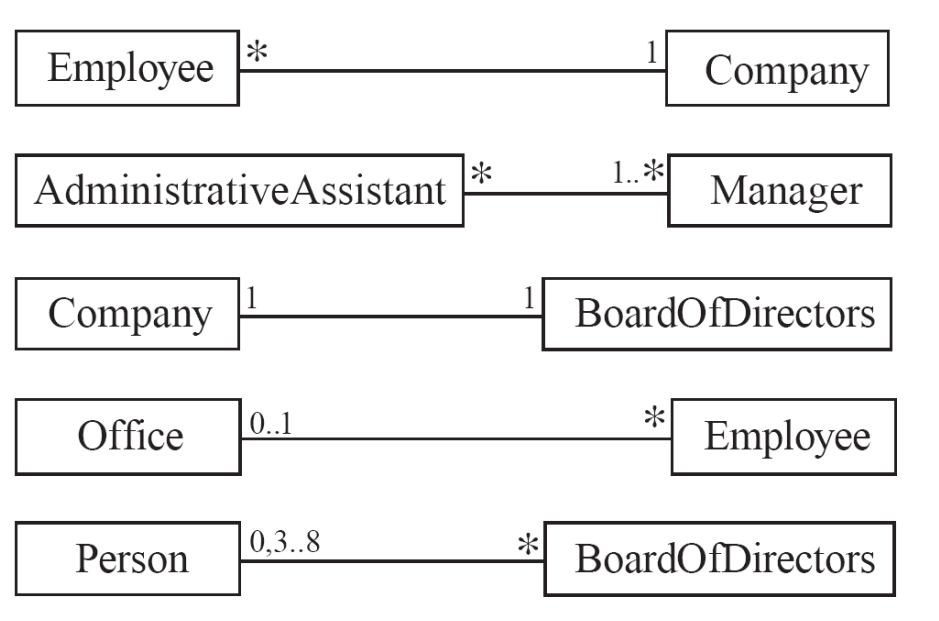 Employee * 1 Company
AdministrativeAssistant * 1..* Manager
Company 1 1 BoardOfDirectors
Office 0..1 * Employee
Person 0,3..8 * BoardOfDirectors